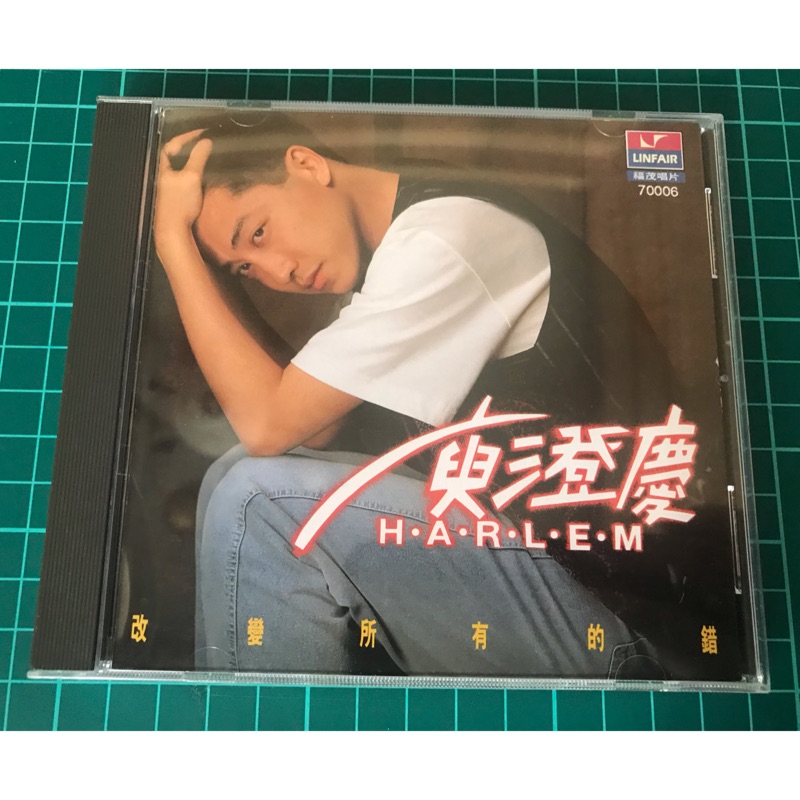 LINFAIR
福茂唱片
70006
庾澄慶
H·A·R·L·E·M
改變所有的錯